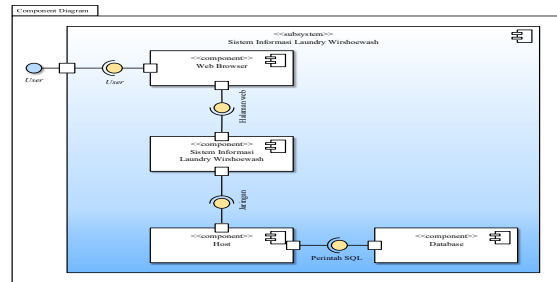 Component Diagram
<<subsystem>>
Sistem Informasi Laundry Wirshoewash
<<component>>
Web Browser
User
User
Halaman web
<<component>>
Sistem Informasi
Laundry Wirshoewash
Jaringan
<<component>>
Host
Perintah SQL
<<component>>
Database